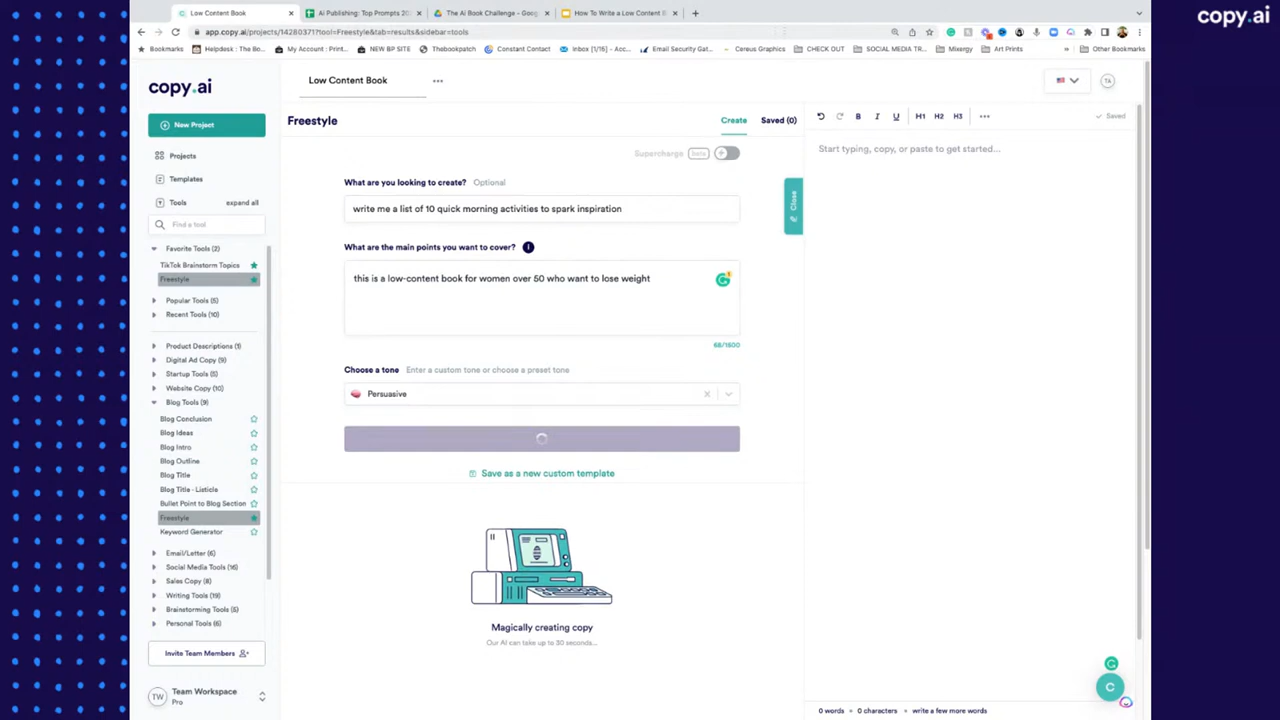 Low Content Book
AI Publishing: Top Prompts 202
The AI Book Challenge - Goog
How To Write a Low Content B
app.copy.ai/projects/14280371?tool=Freestyle&tab=results&sidebar=tools
Bookmarks
Helpdesk : The Bo...
My Account : Print...
NEW BP SITE
Thebookpatch
Constant Contact
Inbox [1/15] - Acc...
Email Security Gat...
Cereus Graphics
CHECK OUT
SOCIAL MEDIA TR...
Mixergy
Art Prints
»
Other Bookmarks
copy.ai
copy.ai
Low Content Book
TA
New Project
Projects
Templates
Tools
expand all
Find a tool
Favorite Tools (2)
TikTok Brainstorm Topics
Freestyle
Popular Tools (5)
Recent Tools (10)
Product Descriptions (1)
Digital Ad Copy (9)
Startup Tools (5)
Website Copy (10)
Blog Tools (9)
Blog Conclusion
Blog Ideas
Blog Intro
Blog Outline
Blog Title
Blog Title - Listicle
Bullet Point to Blog Section
Freestyle
Keyword Generator
Email/Letter (6)
Social Media Tools (16)
Sales Copy (8)
Writing Tools (19)
Brainstorming Tools (5)
Personal Tools (6)
Invite Team Members
TW
Team Workspace
Pro
Freestyle
Create
Saved (0)
Supercharge beta
What are you looking to create? Optional
write me a list of 10 quick morning activities to spark inspiration
What are the main points you want to cover?
this is a low-content book for women over 50 who want to lose weight
68/1500
Choose a tone Enter a custom tone or choose a preset tone
Persuasive
Save as a new custom template
Magically creating copy
Our AI can take up to 30 seconds...
Close
B I U H1 H2 H3
Saved
Start typing, copy, or paste to get started...
C
0 words • 0 characters • write a few more words